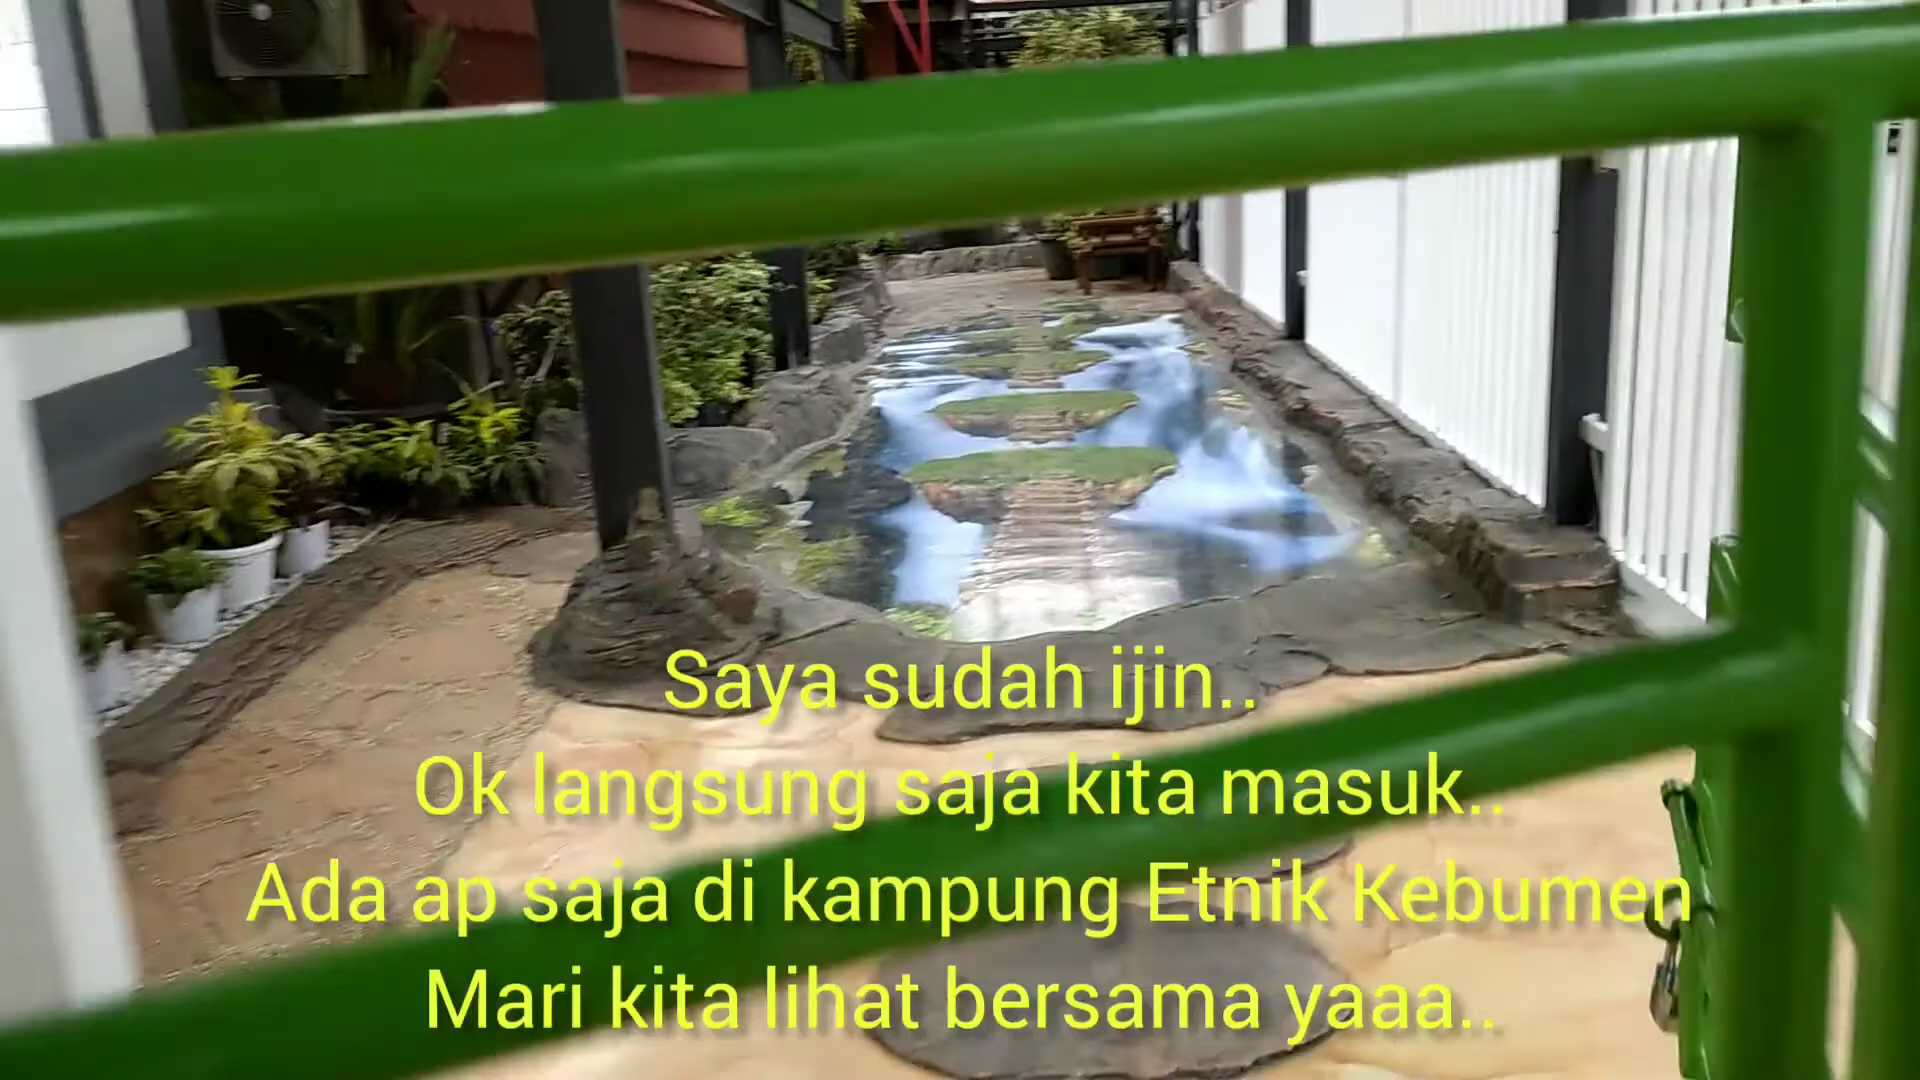 Saya sudah ijin..
Ok langsung saja kita masuk..
Ada ap saja di kampung Etnik Kebumen
Mari kita lihat bersama yaaa..